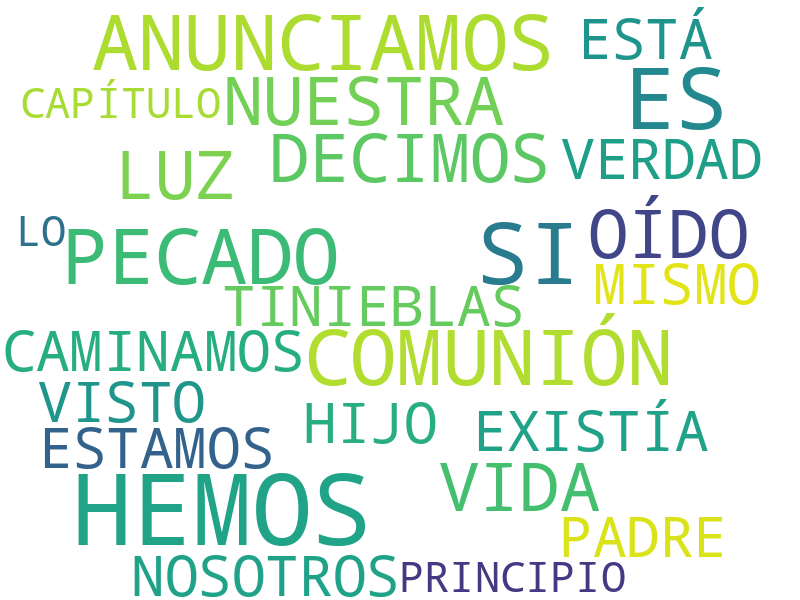 ANUNCIAMOS ESTÁ
CAPÍTULO NUESTRA ES
LUZ DECIMOS VERDAD
LO PECADO SI OÍDO
TINIEBLAS MISMO
CAMINAMOS COMUNIÓN
VISTO HIJO EXISTÍA
ESTAMOS
HEMOS VIDA
PADRE
NOSOTROS PRINCIPIO